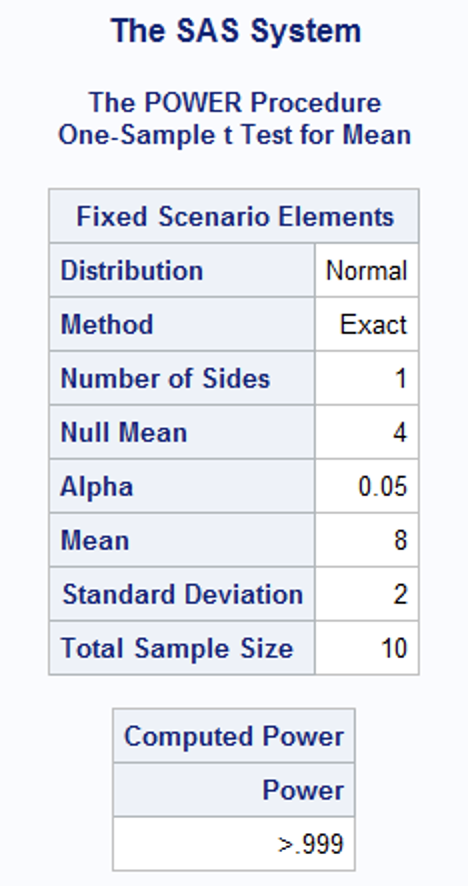 The SAS System
The POWER Procedure
One-Sample t Test for Mean
Fixed Scenario Elements
Distribution Normal
Method Exact
Number of Sides 1
Null Mean 4
Alpha 0.05
Mean 8
Standard Deviation 2
Total Sample Size 10
Computed Power
Power
>.999